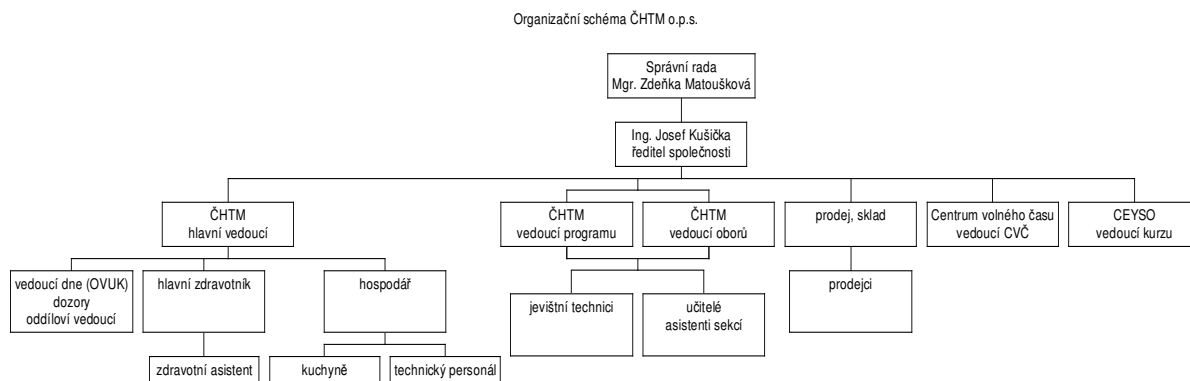 Organizační schéma ČHTM o.p.s.
Správní rada
Mgr. Zdeňka Matoušková
Ing. Josef Kušička
ředitel společnosti
ČHTM
hlavní vedoucí
ČHTM
vedoucí programu
ČHTM
vedoucí oborů
prodej, sklad
Centrum volného času
vedoucí CVČ
CEYSO
vedoucí kurzu
vedoucí dne (OVUK)
dozory
oddíloví vedoucí
hlavní zdravotník
hospodář
jevištní technici
učitelé
asistenti sekcí
prodejci
zdravotní asistent
kuchyně
technický personál